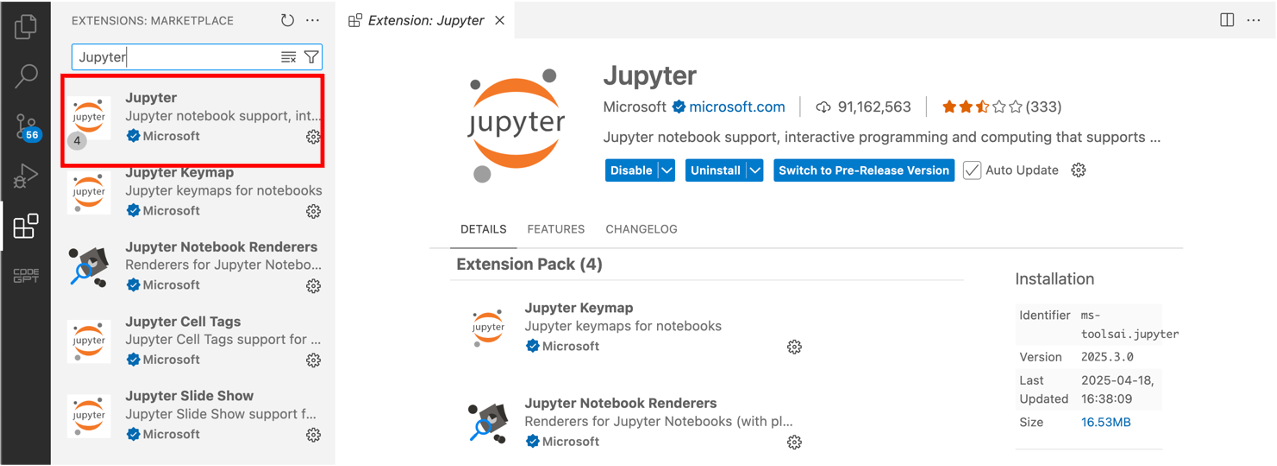 EXTENSIONS: MARKETPLACE
Jupyter
Jupyter
Jupyter notebook support, int...
Microsoft
4
jupyter
Jupyter Keymap
Jupyter keymaps for notebooks
Microsoft
jupyter
Jupyter Notebook Renderers
Renderers for Jupyter Notebo...
Microsoft
Jupyter Cell Tags
Jupyter Cell Tags support for ...
Microsoft
jupyter
Jupyter Slide Show
Jupyter Slide Show support f...
Microsoft
jupyter
56
CODE
GPT
Extension: Jupyter
jupyter
Jupyter
Microsoft microsoft.com 91,162,563 (333)
Jupyter notebook support, interactive programming and computing that supports ...
Disable Uninstall Switch to Pre-Release Version Auto Update
DETAILS FEATURES CHANGELOG
Extension Pack (4)
jupyter
Jupyter Keymap
Jupyter keymaps for notebooks
Microsoft
Jupyter Notebook Renderers
Renderers for Jupyter Notebooks (with pl...
Microsoft
Installation
Identifier ms-
toolsai.jupyter
Version 2025.3.0
Last 2025-04-18,
Updated 16:38:09
Size 16.53MB
jupyter